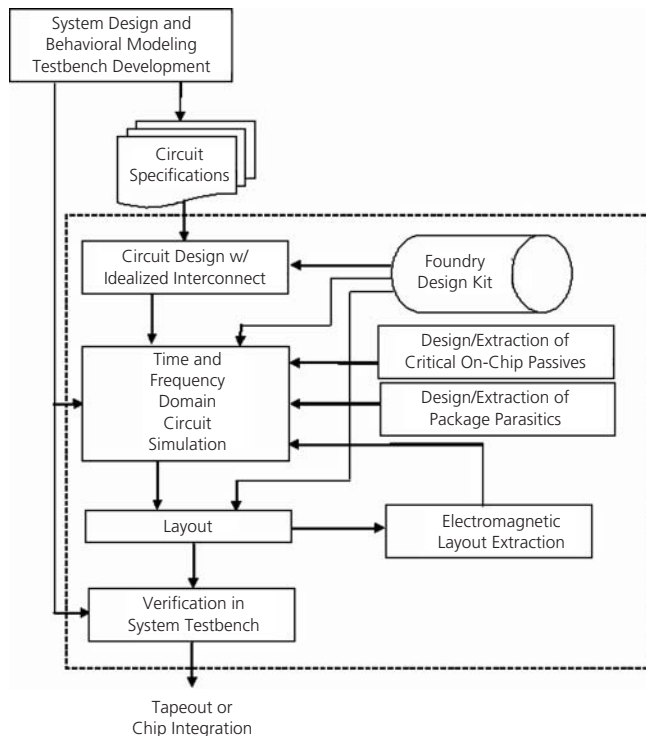 System Design and
Behavioral Modeling
Testbench Development
Circuit
Specifications
Circuit Design w/
Idealized Interconnect
Foundry
Design Kit
Time and
Frequency
Domain
Circuit
Simulation
Design/Extraction of
Critical On-Chip Passives
Design/Extraction of
Package Parasitics
Layout
Electromagnetic
Layout Extraction
Verification in
System Testbench
Tapeout or
Chip Integration